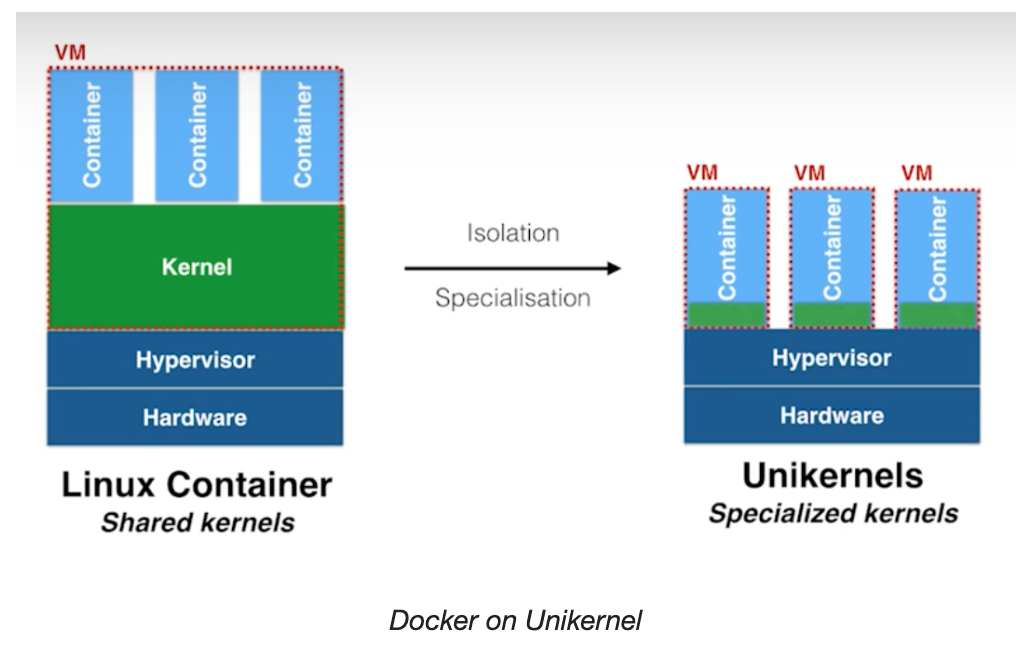 VM
Container
Container
Container
Kernel
Hypervisor
Hardware
Linux Container
Shared kernels
Isolation
Specialisation
VM
VM
VM
Container
Container
Container
Hypervisor
Hardware
Unikernels
Specialized kernels
Docker on Unikernel